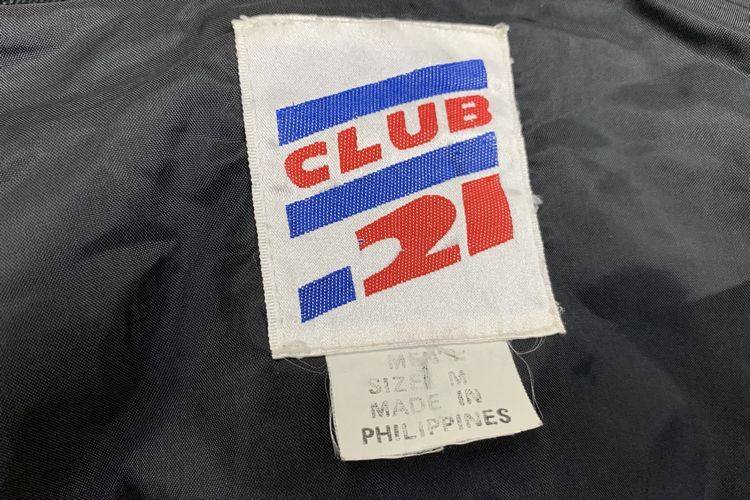 CLUB
21
MEN'S
SIZE M
MADE IN
PHILIPPINES